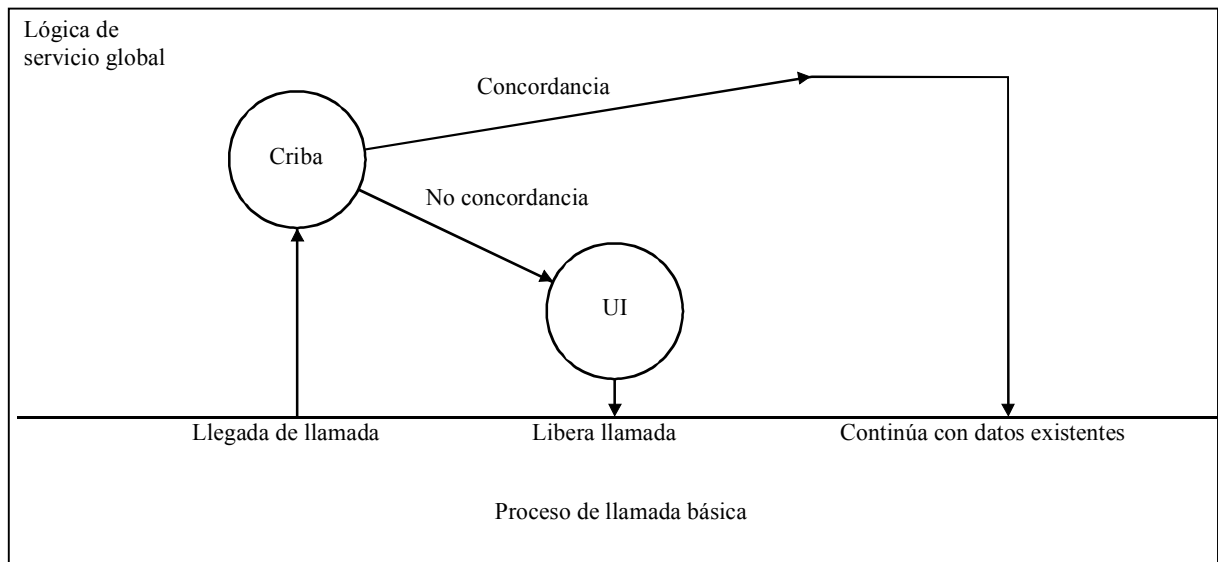 Lógica de
servicio global
Concordancia
Criba
No concordancia
UI
Llegada de llamada
Libera llamada
Continúa con datos existentes
Proceso de llamada básica